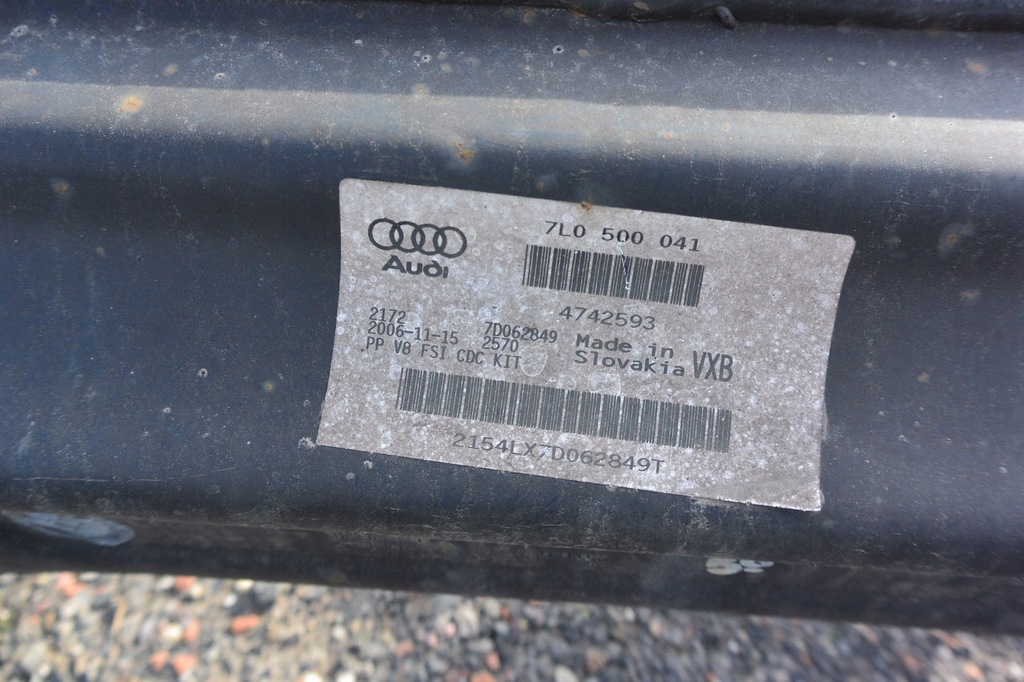 Audi
7L0 500 041
4742593
2172
2006-11-15 7D062849
.PP V8 FSI CDC KIT 2570
Made in
Slovakia VXB
2154LX7D062849T